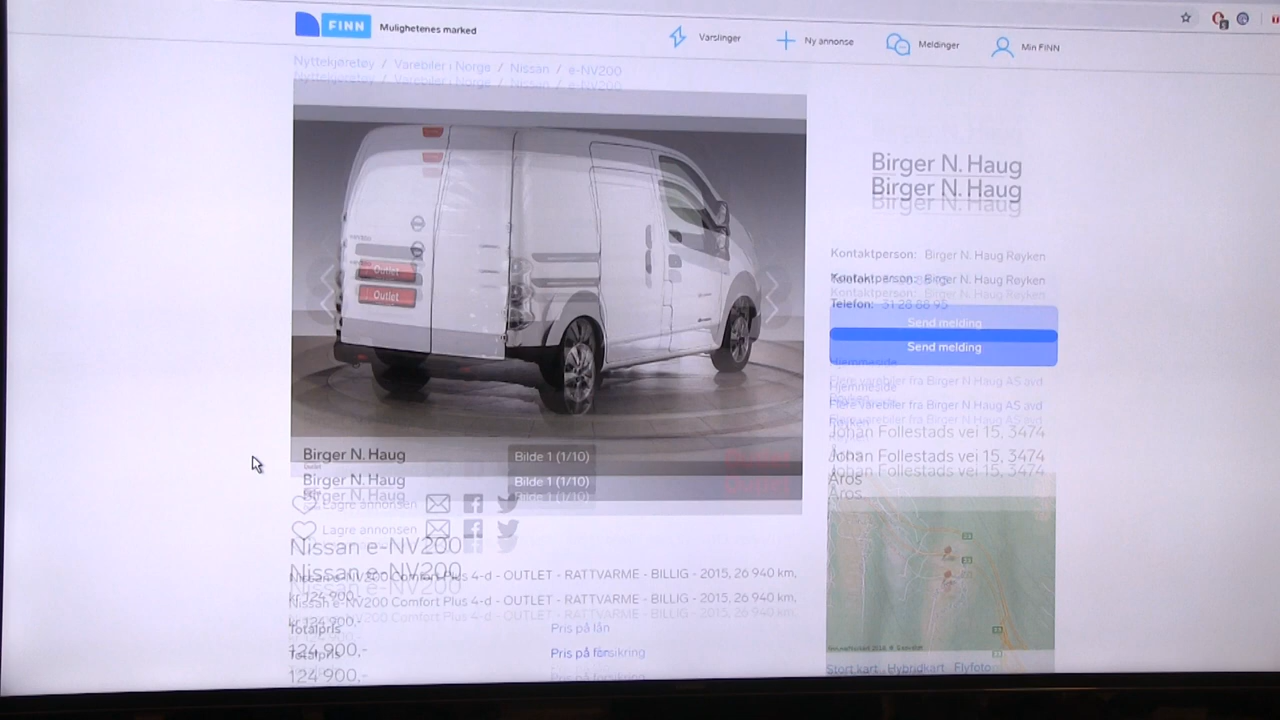 FINN Mulighetenes marked
Varslinger
Ny annonse
Meldinger
Min FINN
Nyttekjøretøy / Varebiler i Norge / Nissan / e-NV200
Outlet
Birger N. Haug
Bilde 1 (1/10)
Lagre annonsen
Nissan e-NV200
Nissan e-NV200 Comfort Plus 4-d - OUTLET - RATTVARME - BILLIG - 2015, 26 940 km,
kr 124 900,-
Totalpris
124 900,-
Pris på lån
Pris på forsikring
Birger N. Haug
Kontaktperson: Birger N. Haug Røyken
Telefon: 31 28 88 95
Send melding
Hjemmeside
Flere varebiler fra Birger N Haug AS avd
Røyken
Johan Follestads vei 15, 3474
Åros
Stort kart Hybridkart Flyfoto